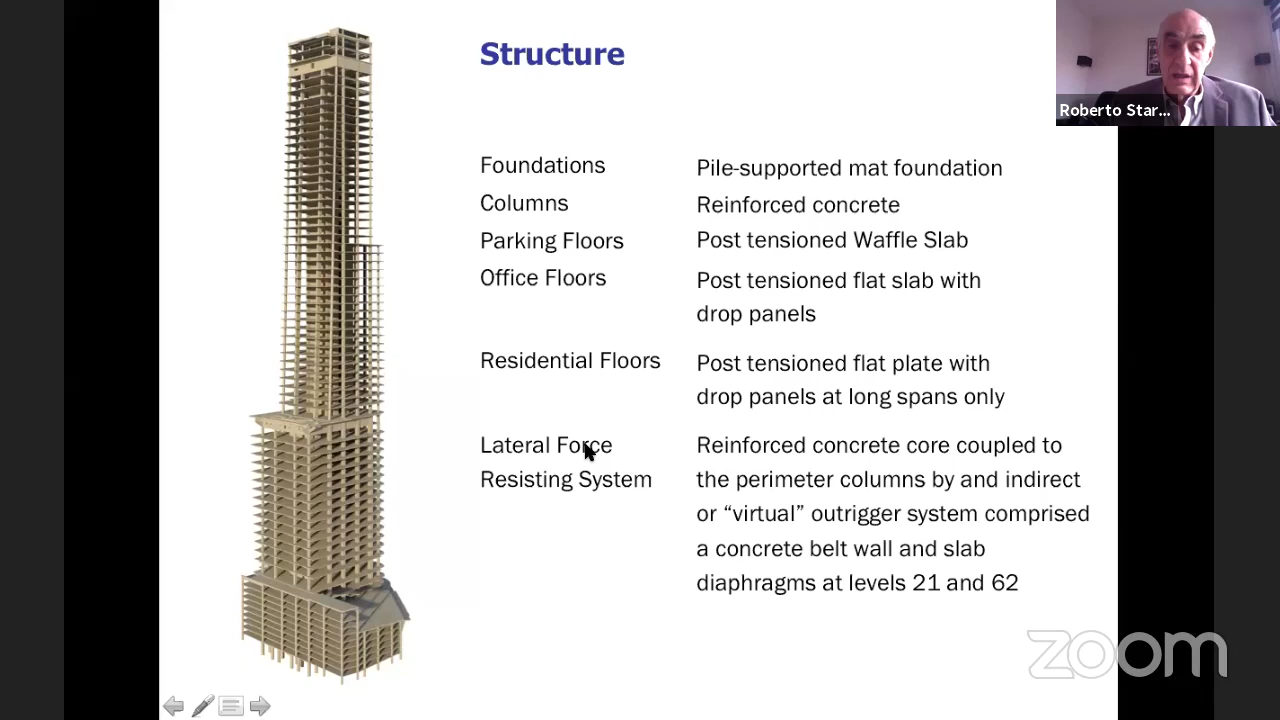 Structure
Roberto Star...
Foundations
Pile-supported mat foundation
Columns
Reinforced concrete
Parking Floors
Post tensioned Waffle Slab
Office Floors
Post tensioned flat slab with
drop panels
Residential Floors
Post tensioned flat plate with
drop panels at long spans only
Lateral Force
Resisting System
Reinforced concrete core coupled to
the perimeter columns by and indirect
or “virtual” outrigger system comprised
a concrete belt wall and slab
diaphragms at levels 21 and 62
zoom